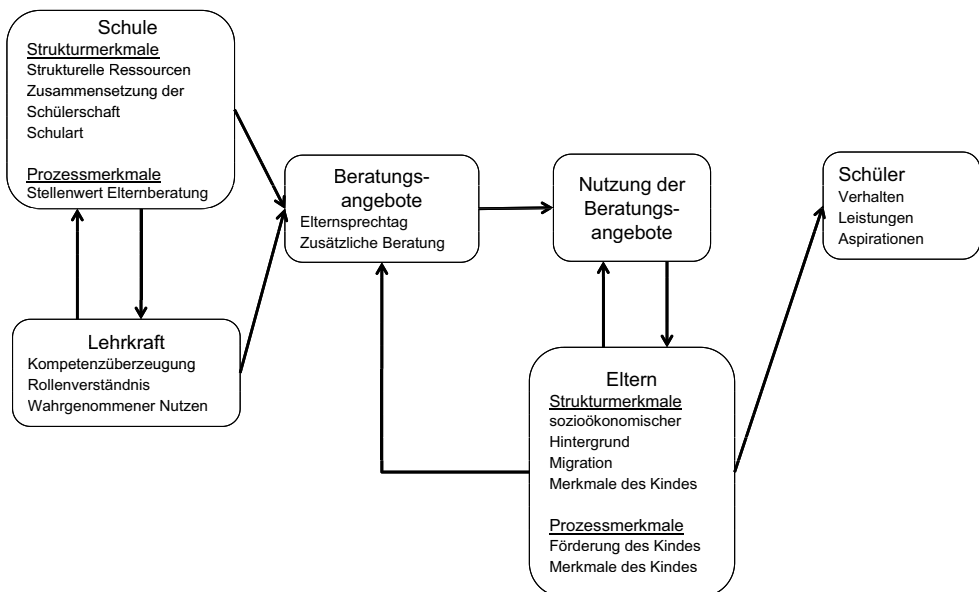 Schule
Strukturmerkmale
Strukturelle Ressourcen
Zusammensetzung der
Schülerschaft
Schulart
Prozessmerkmale
Stellenwert Elternberatung
Lehrkraft
Kompetenzüberzeugung
Rollenverständnis
Wahrgenommener Nutzen
Beratungs-
angebote
Elternsprechtag
Zusätzliche Beratung
Nutzung der
Beratungs-
angebote
Eltern
Strukturmerkmale
sozioökonomischer
Hintergrund
Migration
Merkmale des Kindes
Prozessmerkmale
Förderung des Kindes
Merkmale des Kindes
Schüler
Verhalten
Leistungen
Aspirationen